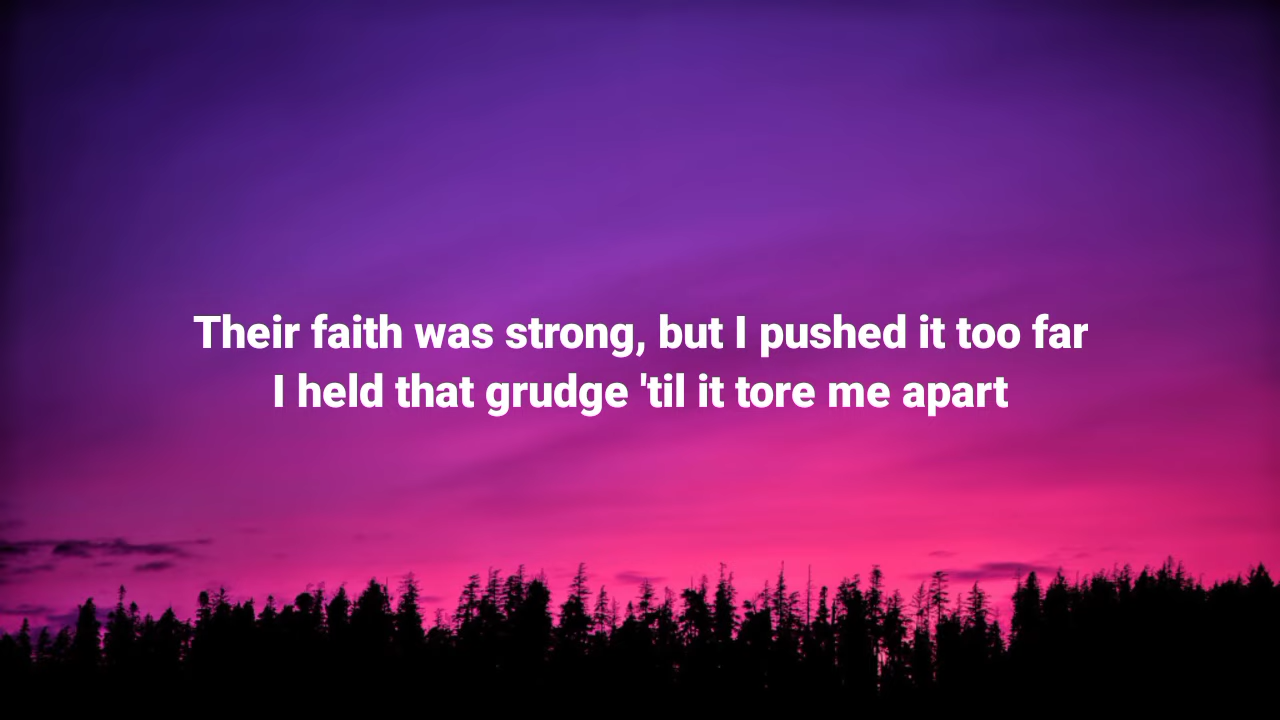 Their faith was strong, but I pushed it too far
I held that grudge 'til it tore me apart